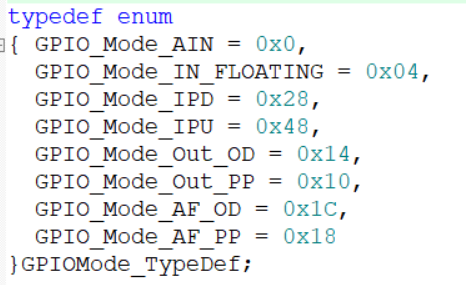 typedef enum
{ GPIO_Mode_AIN = 0x0,
GPIO_Mode_IN_FLOATING = 0x04,
GPIO_Mode_IPD = 0x28,
GPIO_Mode_IPU = 0x48,
GPIO_Mode_Out_OD = 0x14,
GPIO_Mode_Out_PP = 0x10,
GPIO_Mode_AF_OD = 0x1C,
GPIO_Mode_AF_PP = 0x18
}GPIOMode_TypeDef;